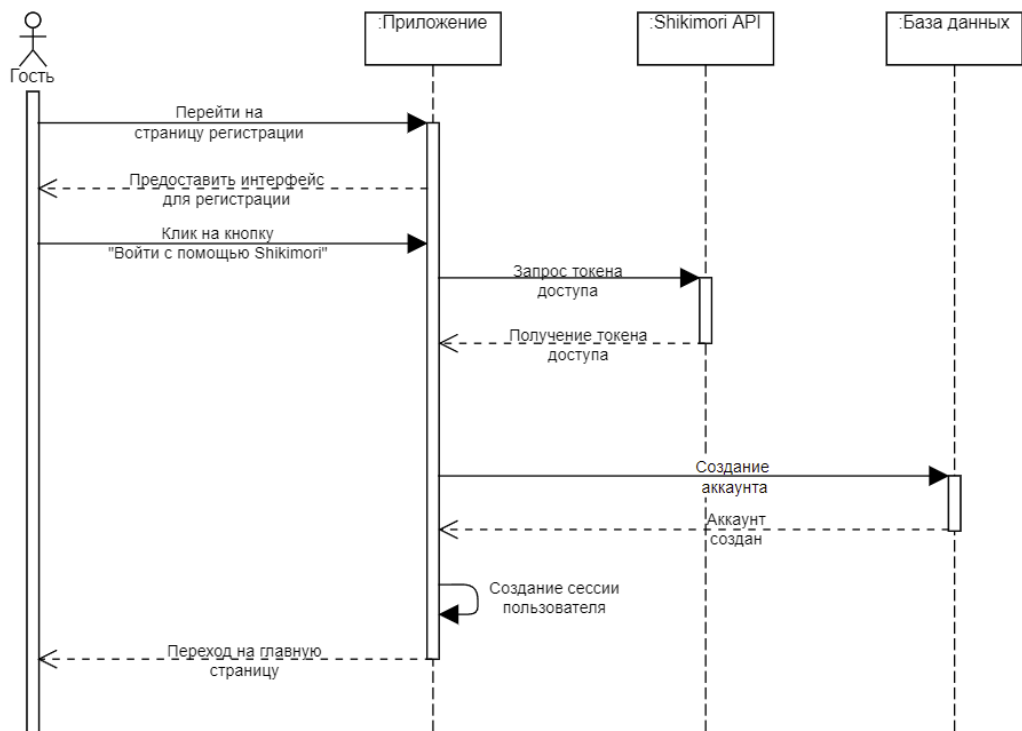 :Приложение
:Shikimori API
:База данных
Гость
Перейти на
страницу регистрации
Предоставить интерфейс
для регистрации
Клик на кнопку
"Войти с помощью Shikimori"
Запрос токена
доступа
Получение токена
доступа
Создание
аккаунта
Аккаунт
создан
Создание сессии
пользователя
Переход на главную
страницу